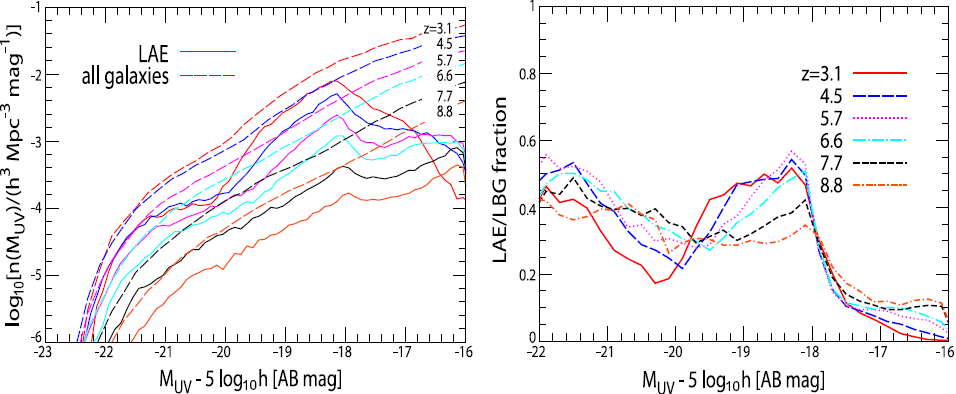 log₁₀[n(M_UV)/(h³ Mpc⁻³ mag⁻¹)]
-1
-2
-3
-4
-5
-6
LAE
all galaxies
z=3.1
4.5
5.7
6.6
7.7
8.8
-23 -22 -21 -20 -19 -18 -17 -16
M_UV - 5 log₁₀h [AB mag]
LAE/LBG fraction
1
0.8
0.6
0.4
0.2
0
z=3.1
4.5
5.7
6.6
7.7
8.8
-22 -21 -20 -19 -18 -17 -16
M_UV - 5 log₁₀h [AB mag]